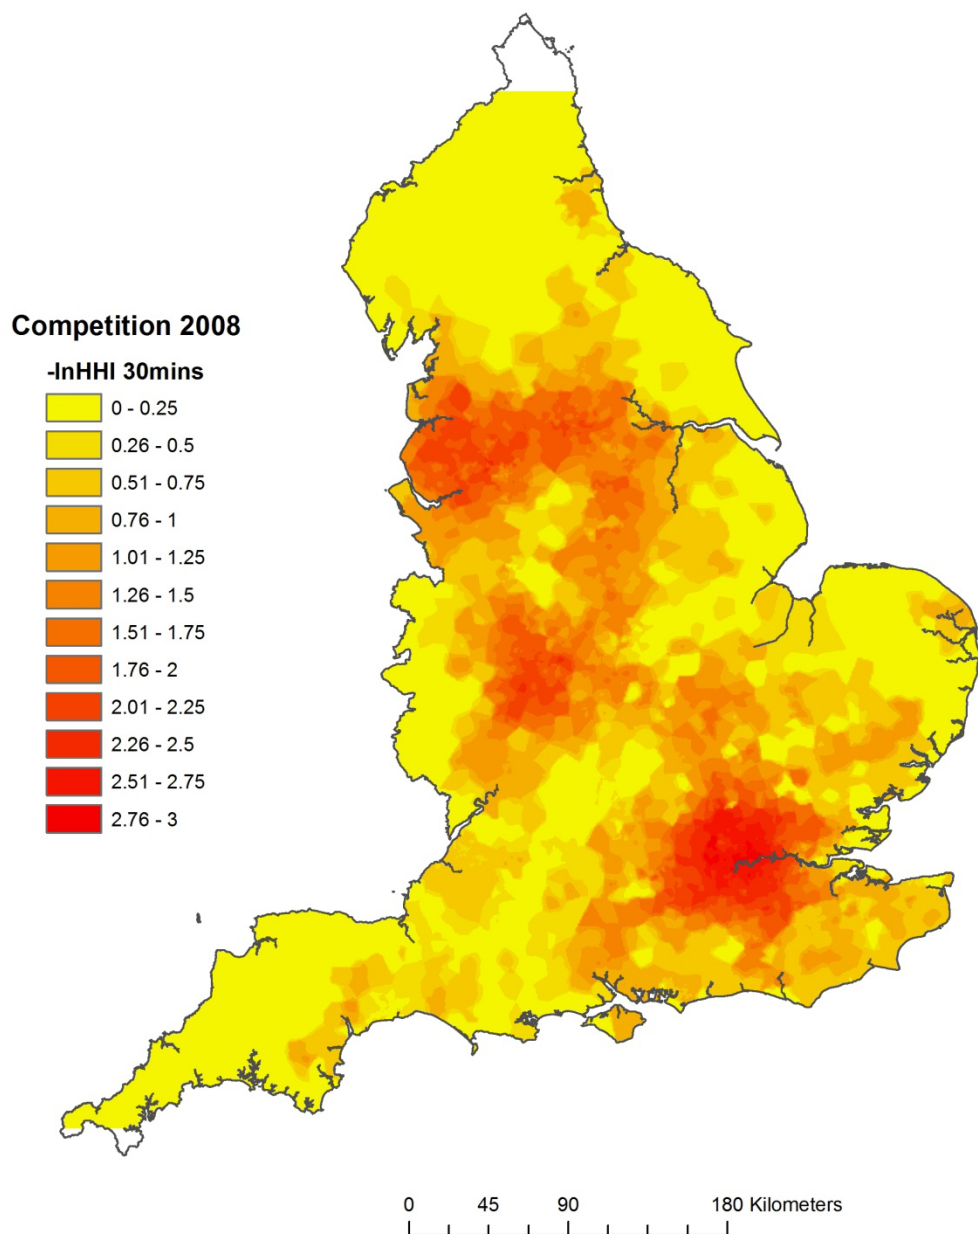 Competition 2008
-lnHHI 30mins
0 - 0.25
0.26 - 0.5
0.51 - 0.75
0.76 - 1
1.01 - 1.25
1.26 - 1.5
1.51 - 1.75
1.76 - 2
2.01 - 2.25
2.26 - 2.5
2.51 - 2.75
2.76 - 3
0 45 90 180 Kilometers